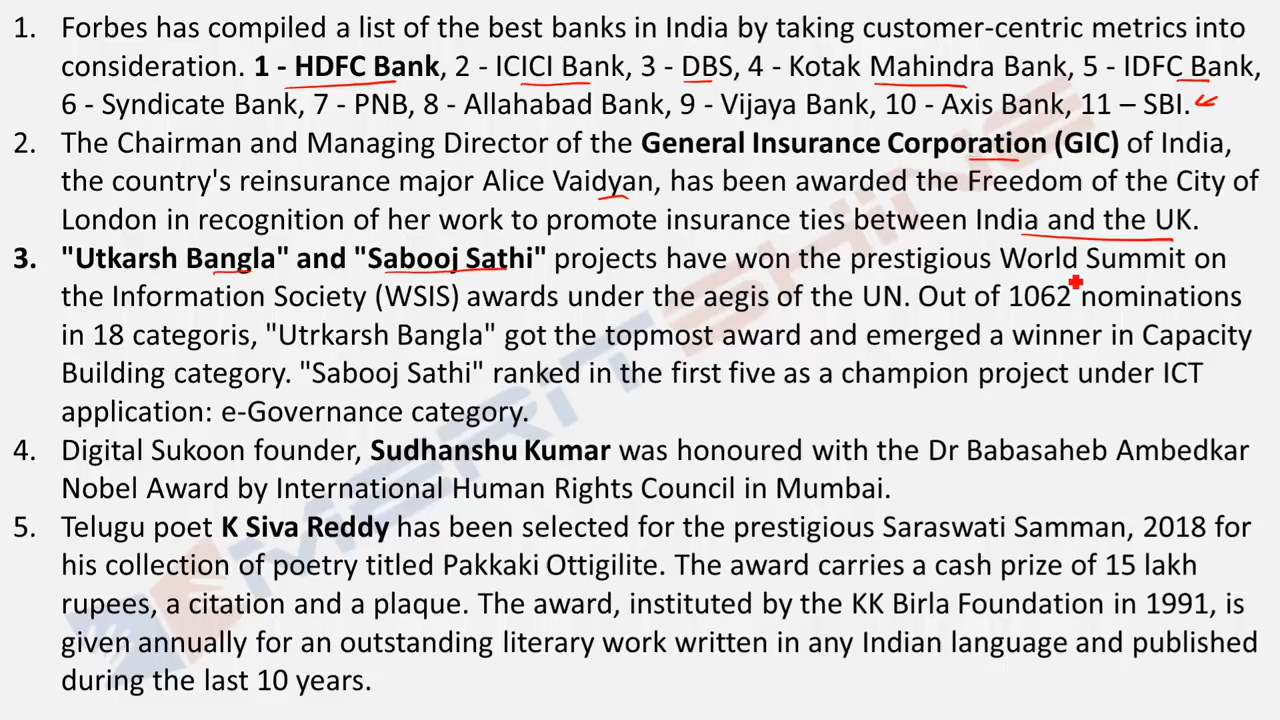 1. Forbes has compiled a list of the best banks in India by taking customer-centric metrics into
consideration. 1 - HDFC Bank, 2 - ICICI Bank, 3 - DBS, 4 - Kotak Mahindra Bank, 5 - IDFC Bank,
6 - Syndicate Bank, 7 - PNB, 8 - Allahabad Bank, 9 - Vijaya Bank, 10 - Axis Bank, 11 – SBI.
2. The Chairman and Managing Director of the General Insurance Corporation (GIC) of India,
the country's reinsurance major Alice Vaidyan, has been awarded the Freedom of the City of
London in recognition of her work to promote insurance ties between India and the UK.
3. "Utkarsh Bangla" and "Sabooj Sathi" projects have won the prestigious World Summit on
the Information Society (WSIS) awards under the aegis of the UN. Out of 1062 nominations
in 18 categoris, "Utrkarsh Bangla" got the topmost award and emerged a winner in Capacity
Building category. "Sabooj Sathi" ranked in the first five as a champion project under ICT
application: e-Governance category.
4. Digital Sukoon founder, Sudhanshu Kumar was honoured with the Dr Babasaheb Ambedkar
Nobel Award by International Human Rights Council in Mumbai.
5. Telugu poet K Siva Reddy has been selected for the prestigious Saraswati Samman, 2018 for
his collection of poetry titled Pakkaki Ottigilite. The award carries a cash prize of 15 lakh
rupees, a citation and a plaque. The award, instituted by the KK Birla Foundation in 1991, is
given annually for an outstanding literary work written in any Indian language and published
during the last 10 years.
MERITSHINE